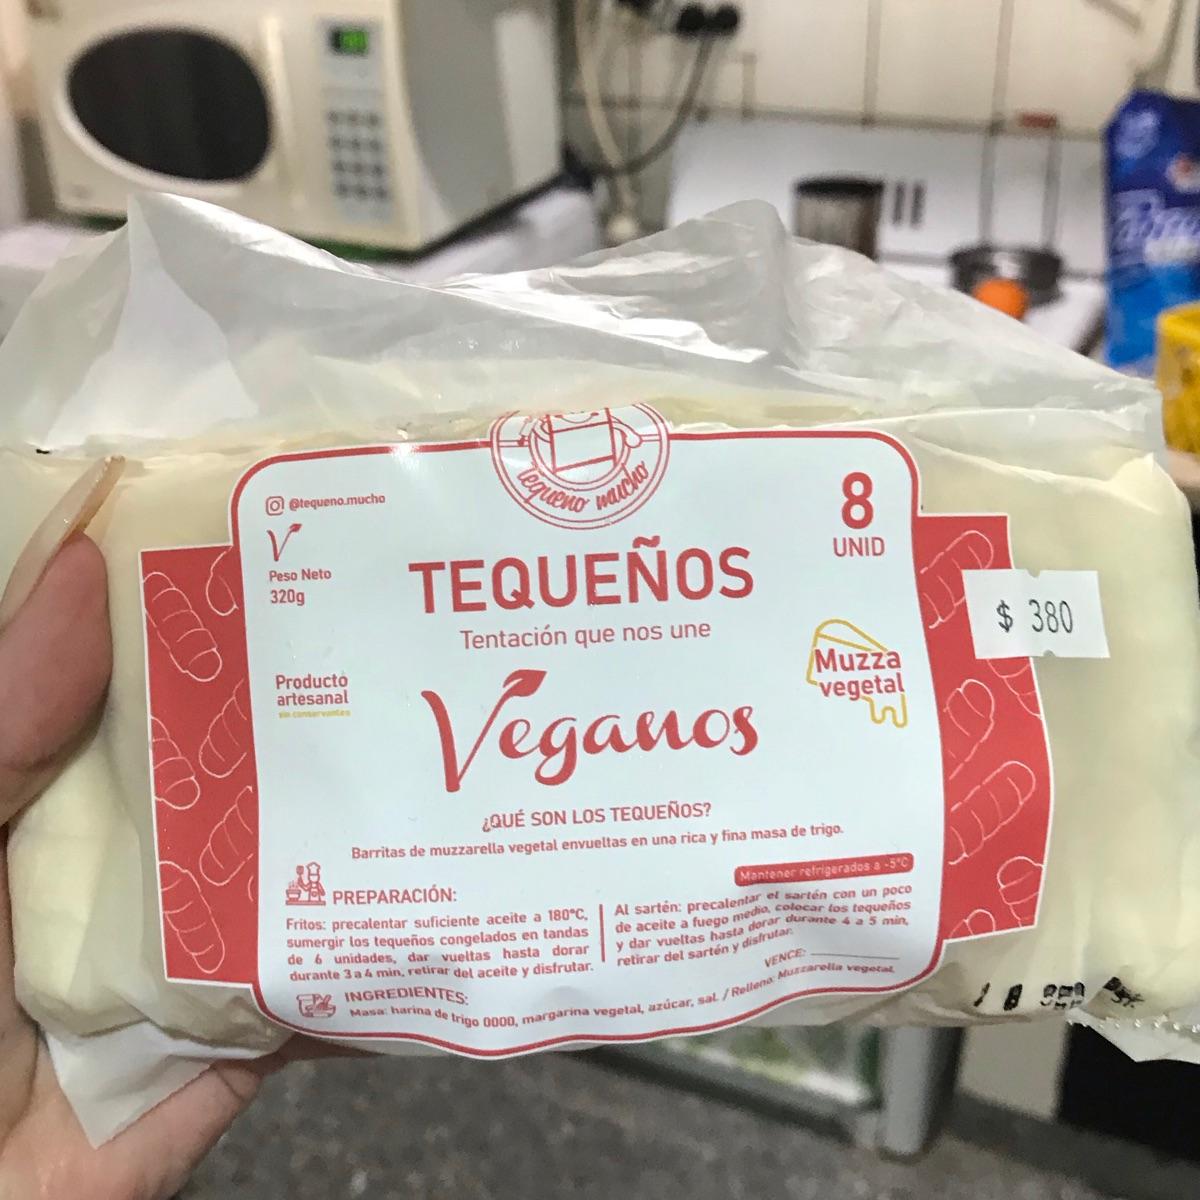 tequeno mucho
@tequeno.mucho
8
UNID
Peso Neto
320g
TEQUEÑOS
Tentación que nos une
$ 380
Producto
artesanal
sin conservantes
Muzza
vegetal
Veganos
¿QUÉ SON LOS TEQUEÑOS?
Barritas de muzzarella vegetal envueltas en una rica y fina masa de trigo.
Mantener refrigerados a -5°C
PREPARACIÓN:
Fritos: precalentar suficiente aceite a 180°C,
sumergir los tequeños congelados en tandas
de 6 unidades, dar vueltas hasta dorar
durante 3 a 4 min, retirar del aceite y disfrutar.
Al sartén: precalentar el sartén con un poco
de aceite a fuego medio, colocar los tequeños
y dar vueltas hasta dorar durante 4 a 5 min,
retirar del sartén y disfrutar.
VENCE:
INGREDIENTES:
Masa: harina de trigo 0000, margarina vegetal, azúcar, sal. / Relleno: Muzzarella vegetal.